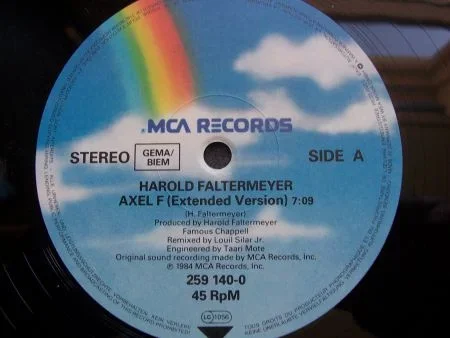 MCA RECORDS
STEREO GEMA/BIEM SIDE A
HAROLD FALTERMEYER
AXEL F (Extended Version) 7:09
(H. Faltermeyer)
Produced by Harold Faltermeyer
Famous Chappell
Remixed by Louil Silar Jr.
Engineered by Taari Mote
Original sound recording made by MCA Records, Inc.
℗ 1984 MCA Records, Inc.
259 140-0
45 RpM
LC 1056